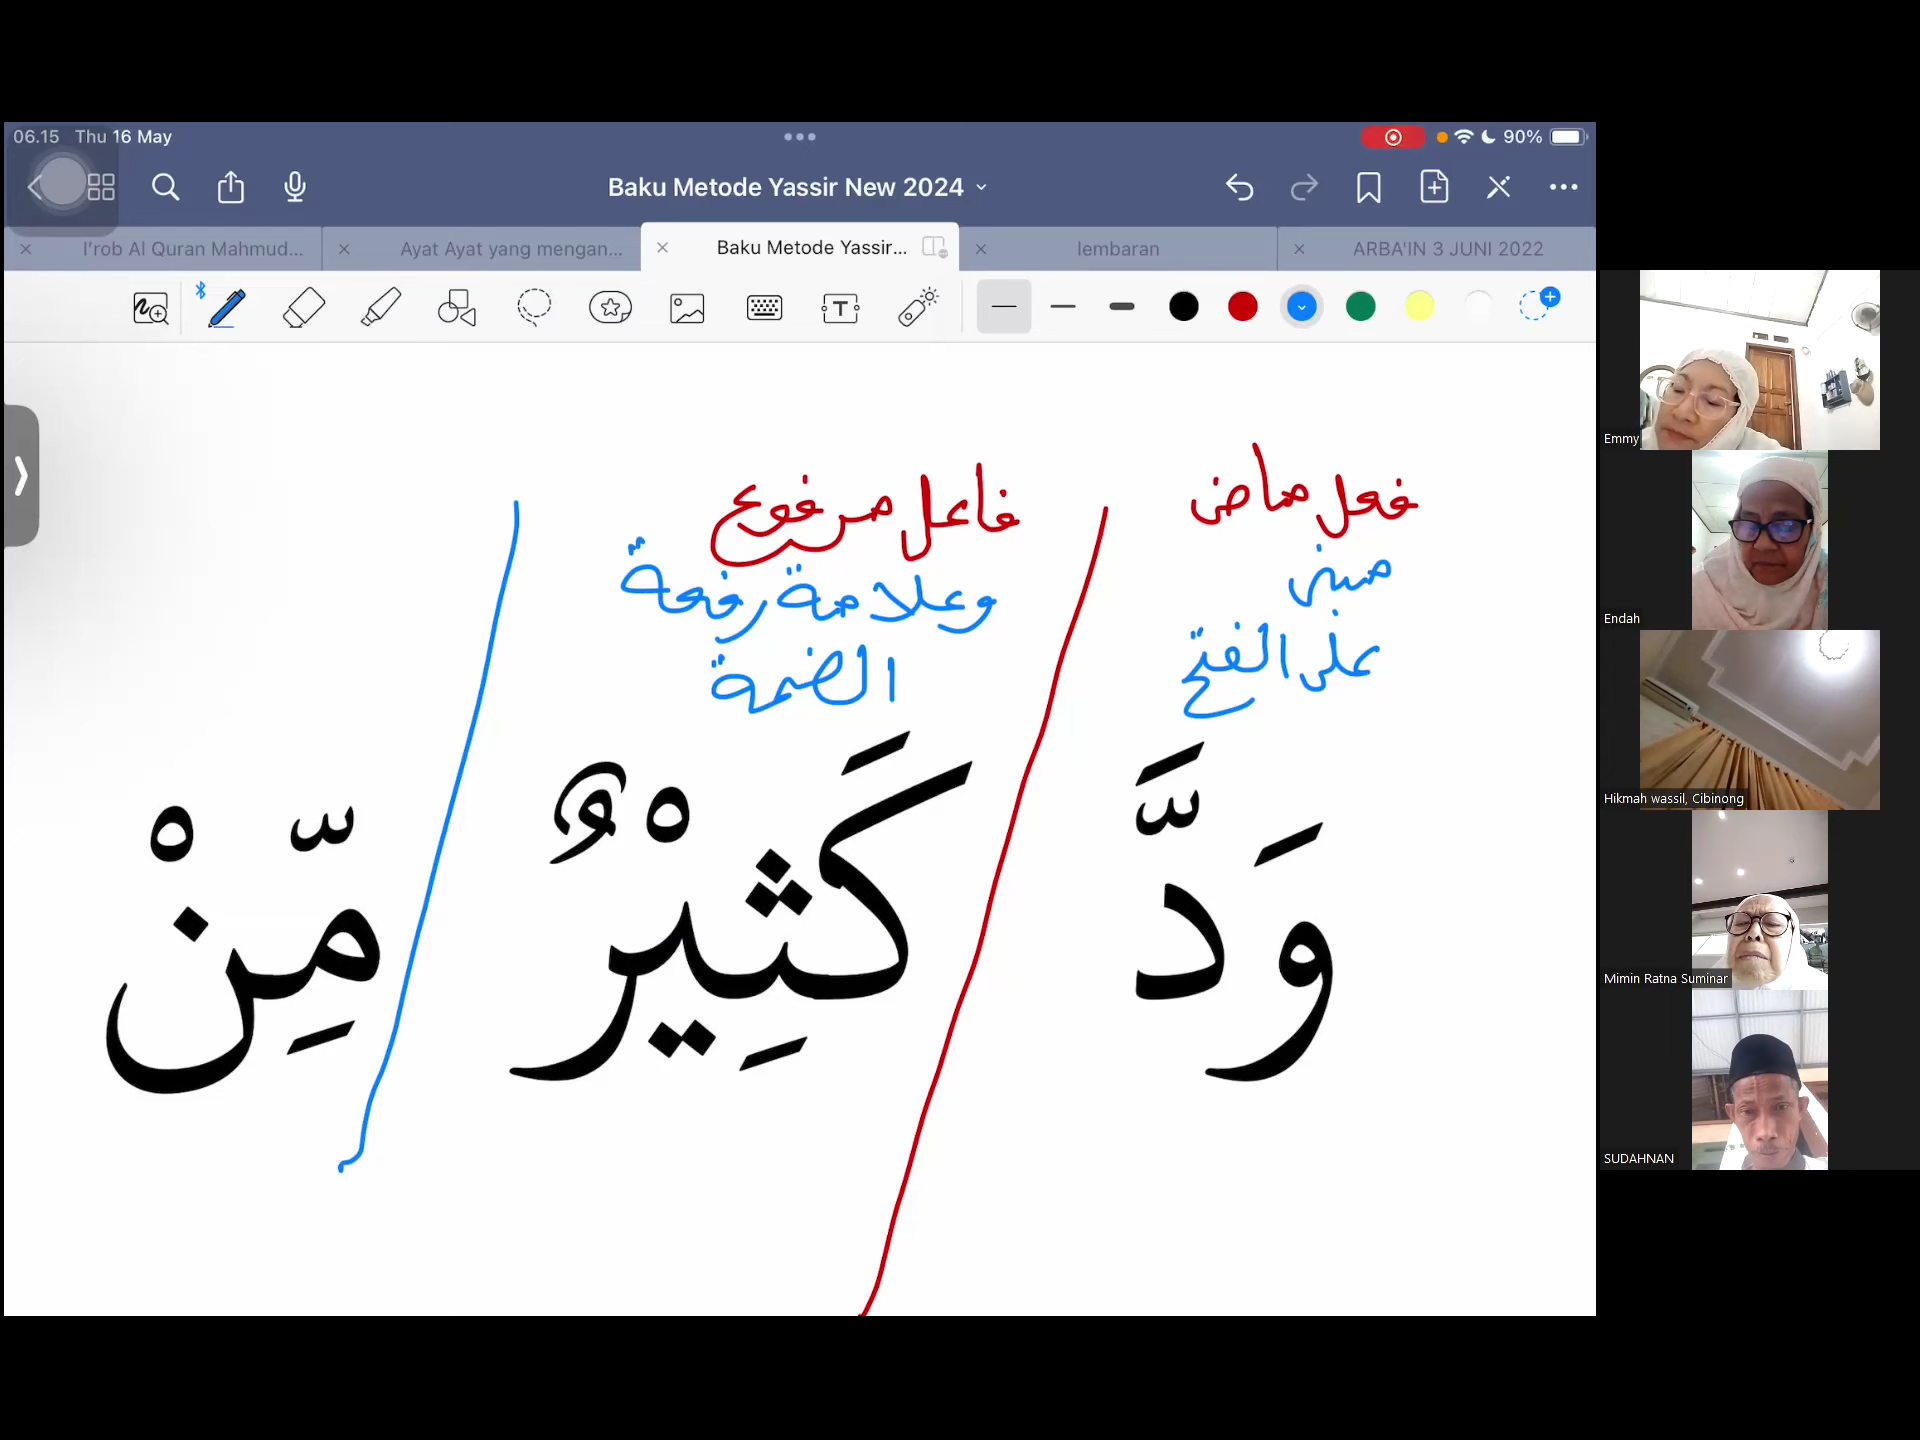 06.15 Thu 16 May
90%
Baku Metode Yassir New 2024
I'rob Al Quran Mahmud...
Ayat Ayat yang mengan...
Baku Metode Yassir...
lembaran
ARBA'IN 3 JUNI 2022
فعل ماض
مبني
على الفتح
فاعل مرفوع
وعلامة رفعة
الضمة
وَدَّ كَثِيْرٌ مِّنْ
Emmy
Endah
Hikmah wassil, Cibinong
Mimin Ratna Suminar
SUDAHNAN